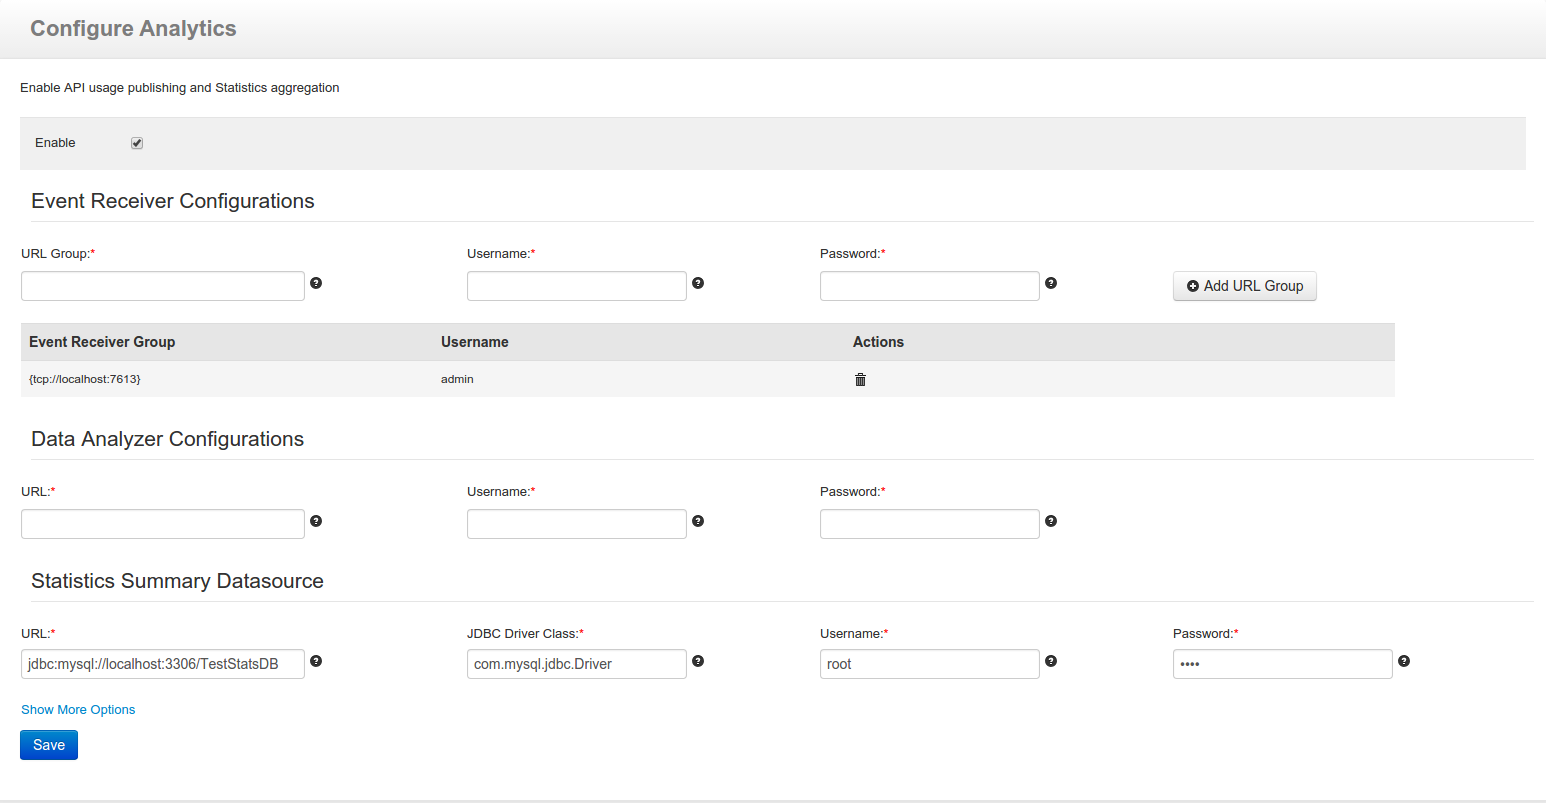 Configure Analytics
Enable API usage publishing and Statistics aggregation
Enable
Event Receiver Configurations
URL Group:* Username:* Password:*
Add URL Group
Event Receiver Group Username Actions
{tcp://localhost:7613} admin
Data Analyzer Configurations
URL:* Username:* Password:*
Statistics Summary Datasource
URL:* JDBC Driver Class:* Username:* Password:*
jdbc:mysql://localhost:3306/TestStatsDB com.mysql.jdbc.Driver root ••••
Show More Options
Save